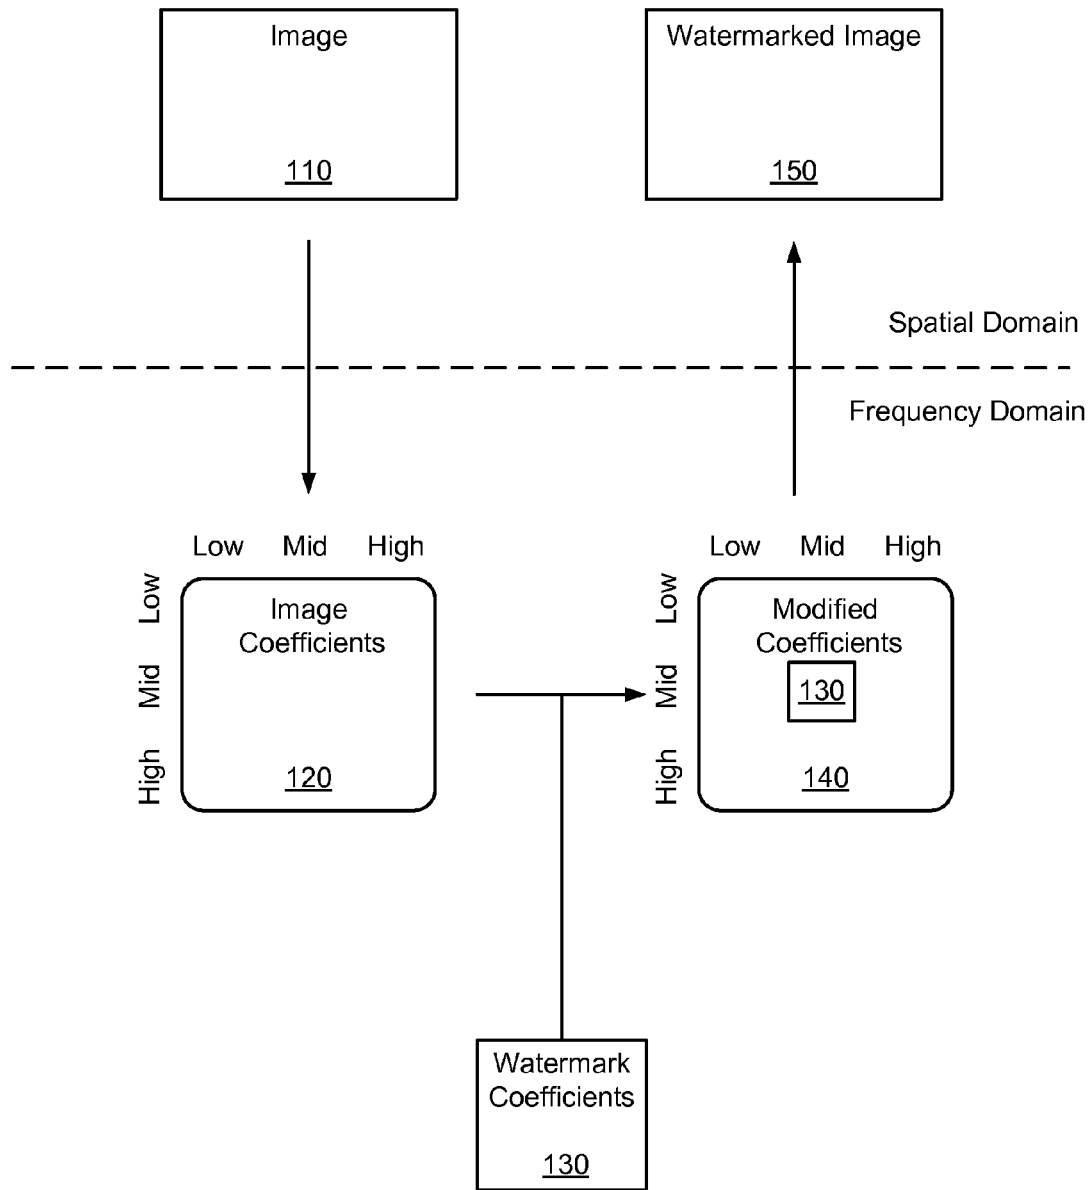 Image
110
Watermarked Image
150
Spatial Domain
Frequency Domain
Low Mid High
Low
Mid
High
Image
Coefficients
120
Low Mid High
Low
Mid
High
Modified
Coefficients
130
140
Watermark
Coefficients
130